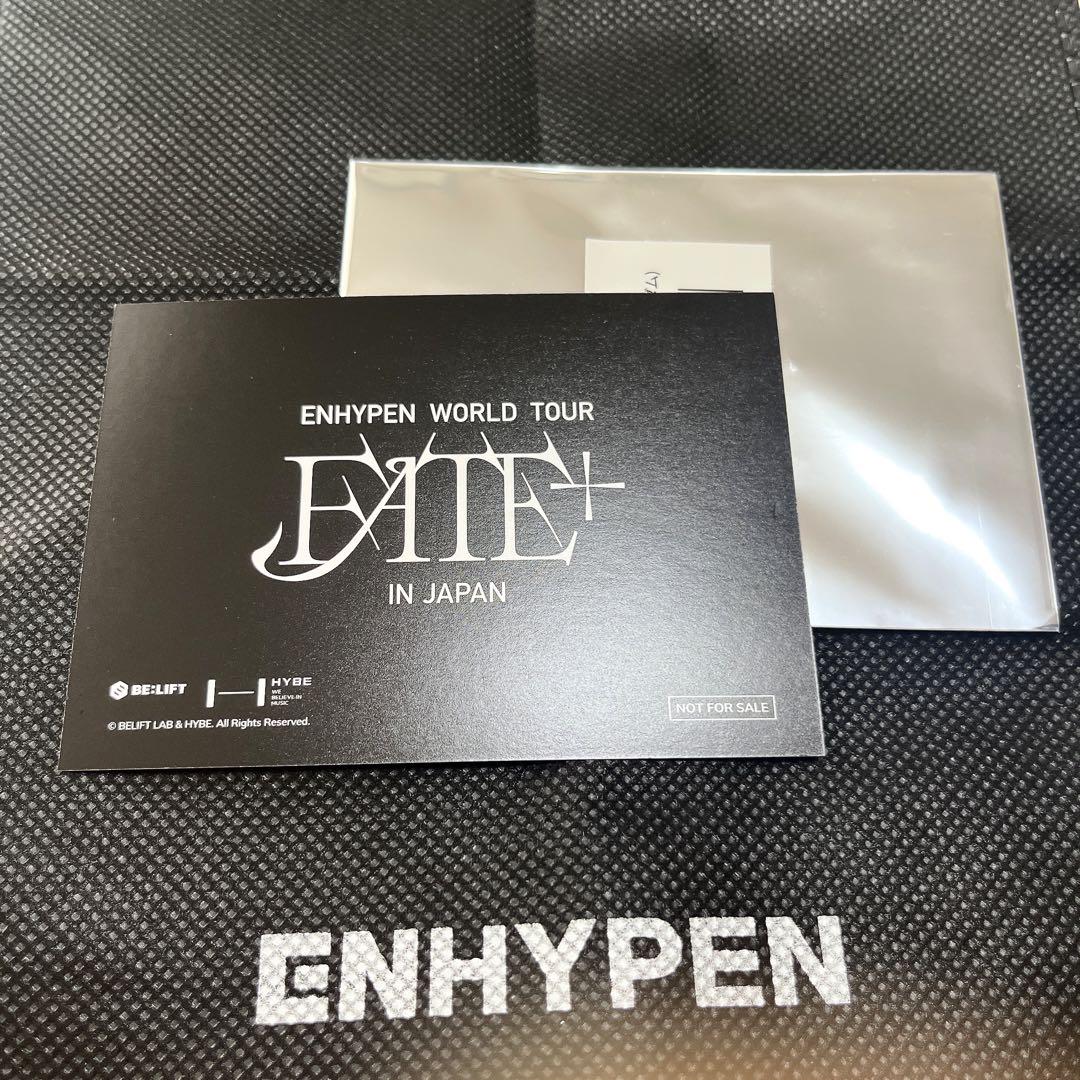 ENHYPEN WORLD TOUR
FATE+
IN JAPAN
BE:LIFT
HYBE
WE
BELIEVE IN
MUSIC
© BELIFT LAB & HYBE. All Rights Reserved.
NOT FOR SALE
ENHYPEN